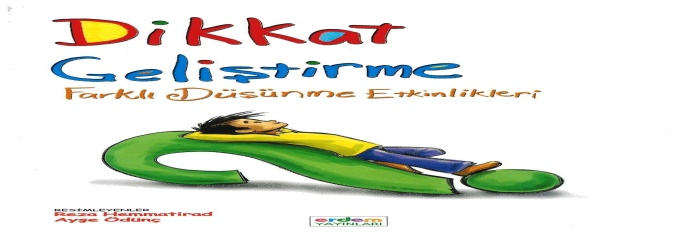 Dikkat
Geliştirme
Farklı Düşünme Etkinlikleri
RESİMLEYENLER
Reza Hemmatirad
Ayşe Ödünç
erdem
YAYINLARI